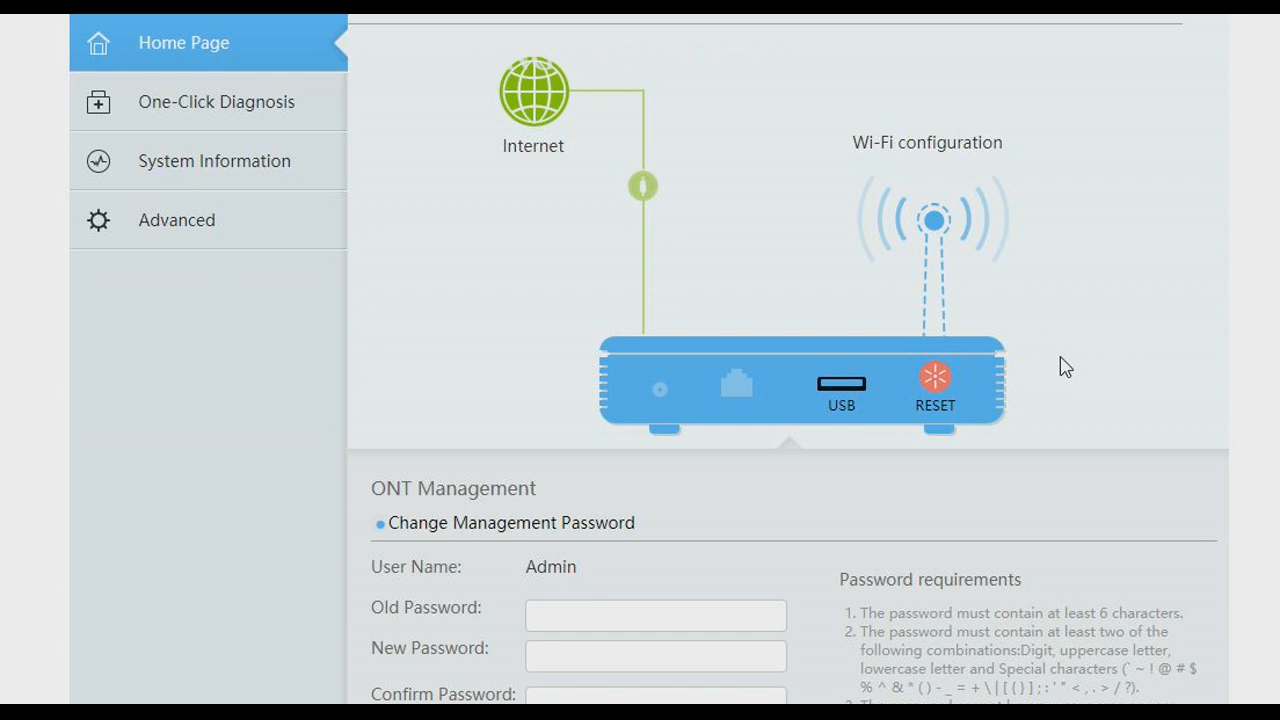 Home Page
One-Click Diagnosis
System Information
Advanced
Internet
Wi-Fi configuration
USB
RESET
ONT Management
Change Management Password
User Name: Admin
Old Password:
New Password:
Confirm Password:
Password requirements
1. The password must contain at least 6 characters.
2. The password must contain at least two of the
following combinations:Digit, uppercase letter,
lowercase letter and Special characters (` ~ ! @ # $
% ^ & * ( ) - _ = + \ | [ { } ] ; : ' " < , . > / ?).